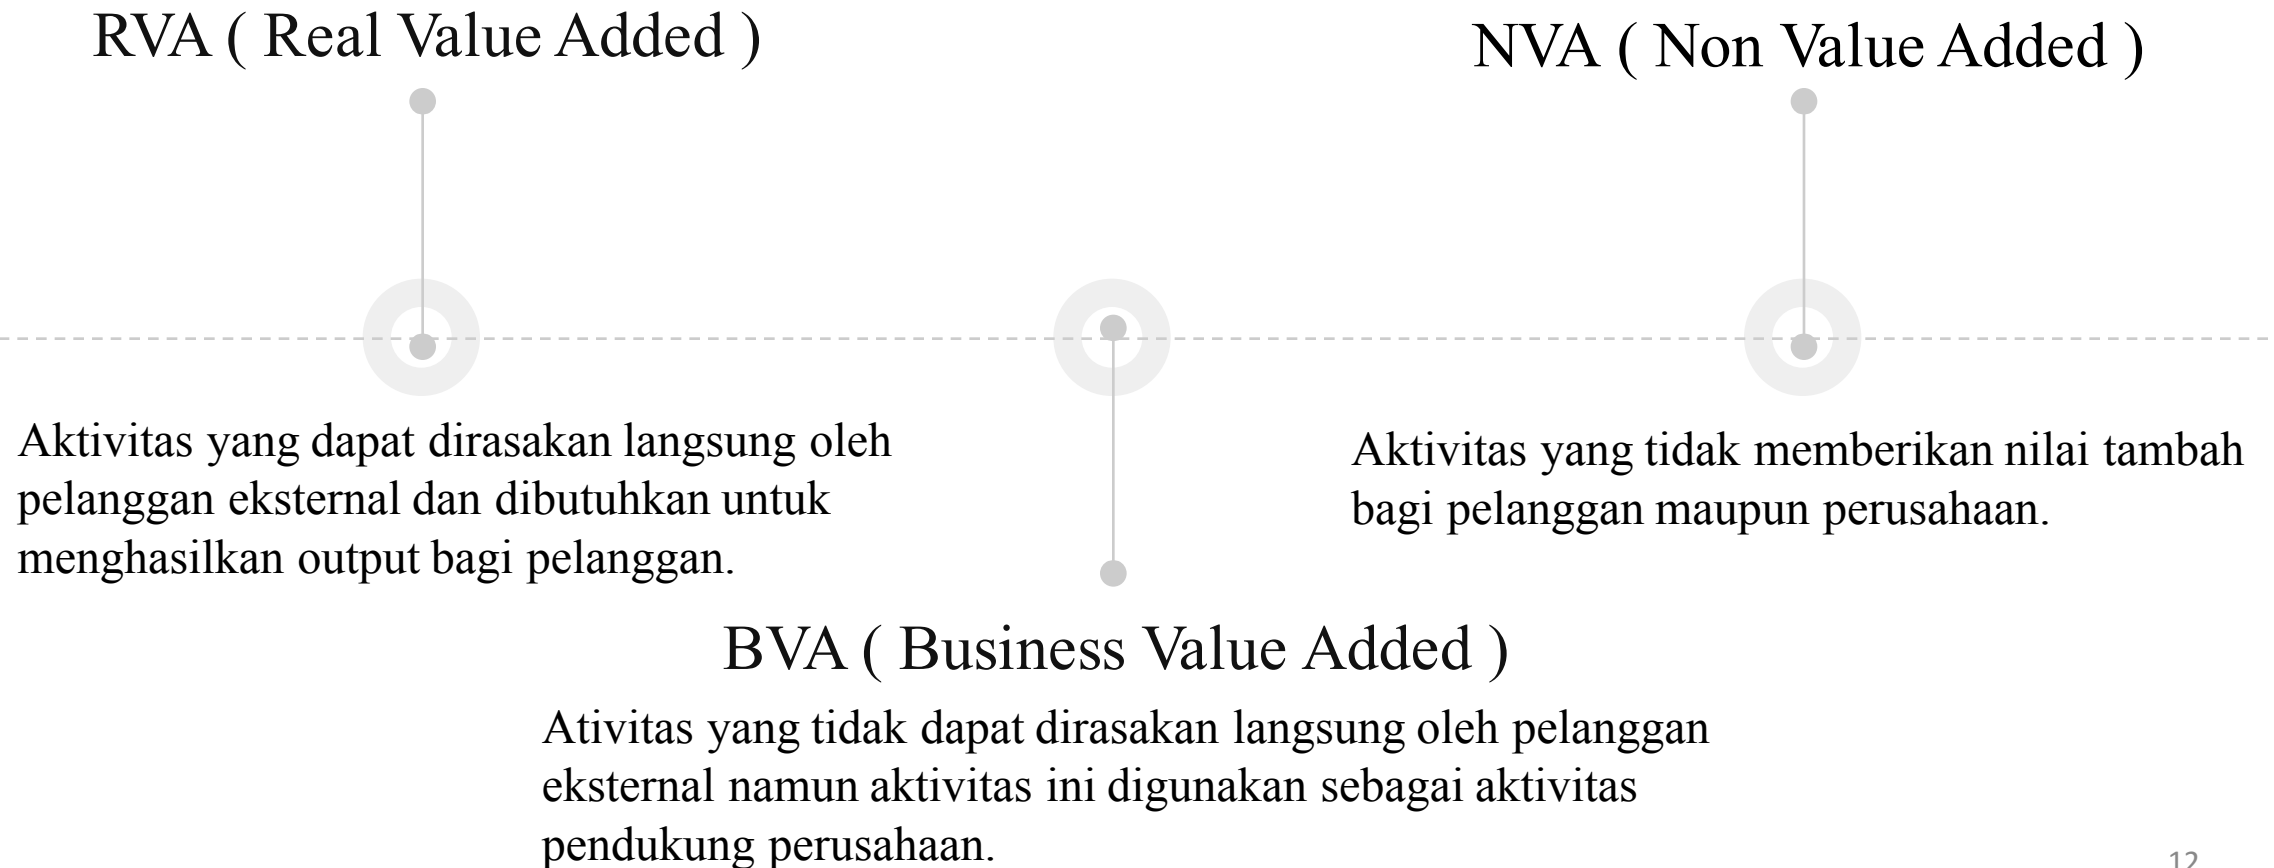 RVA ( Real Value Added )
Aktivitas yang dapat dirasakan langsung oleh
pelanggan eksternal dan dibutuhkan untuk
menghasilkan output bagi pelanggan.
NVA ( Non Value Added )
Aktivitas yang tidak memberikan nilai tambah
bagi pelanggan maupun perusahaan.
BVA ( Business Value Added )
Ativitas yang tidak dapat dirasakan langsung oleh pelanggan
eksternal namun aktivitas ini digunakan sebagai aktivitas
pendukung perusahaan.
12